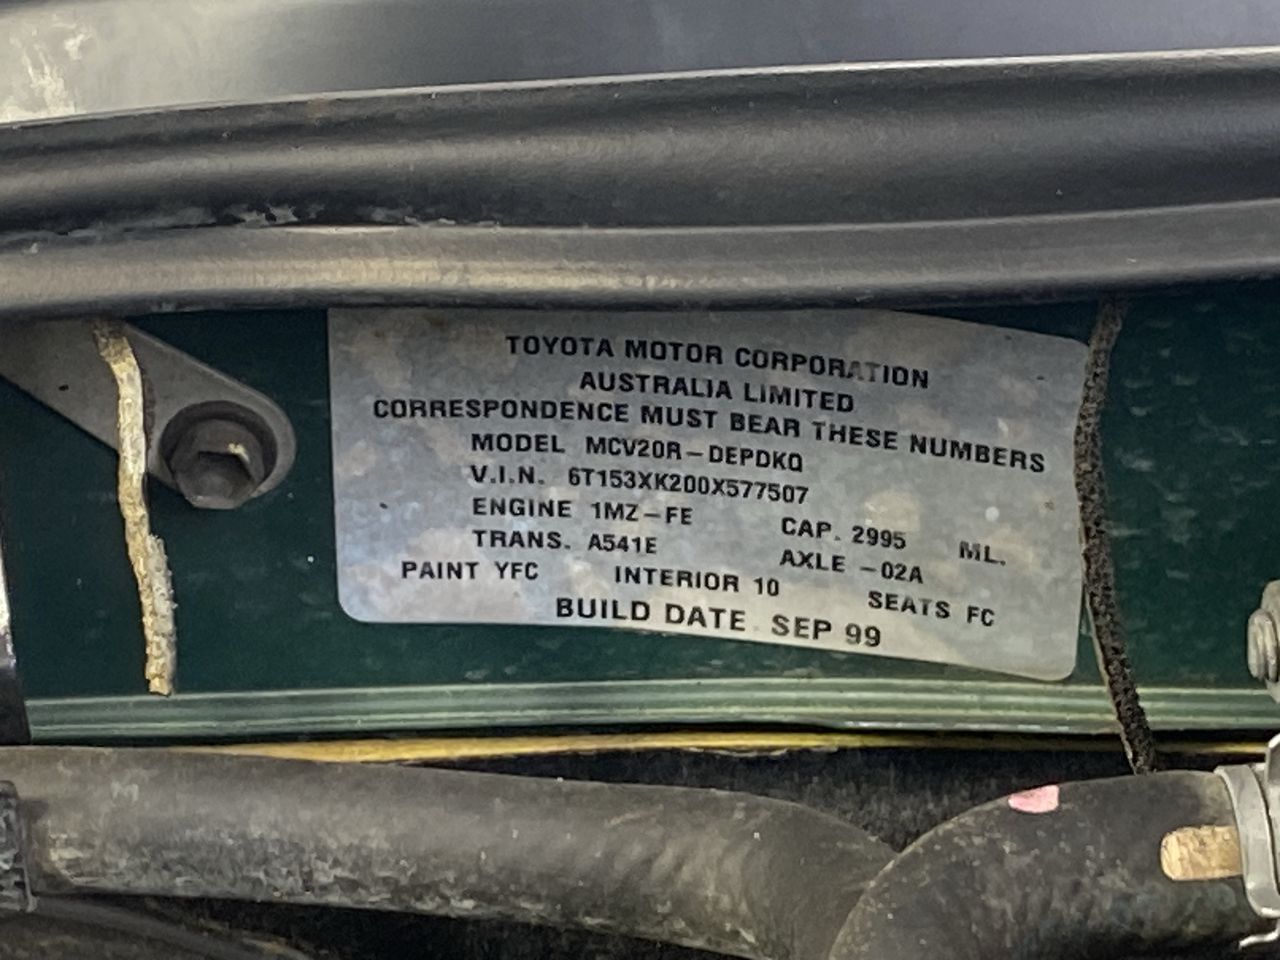 TOYOTA MOTOR CORPORATION
AUSTRALIA LIMITED
CORRESPONDENCE MUST BEAR THESE NUMBERS
MODEL MCV20R-DEPDKQ
V.I.N. 6T153XK200X577507
ENGINE 1MZ-FE CAP. 2995 ML.
TRANS. A541E AXLE -02A
PAINT YFC INTERIOR 10 SEATS FC
BUILD DATE SEP 99